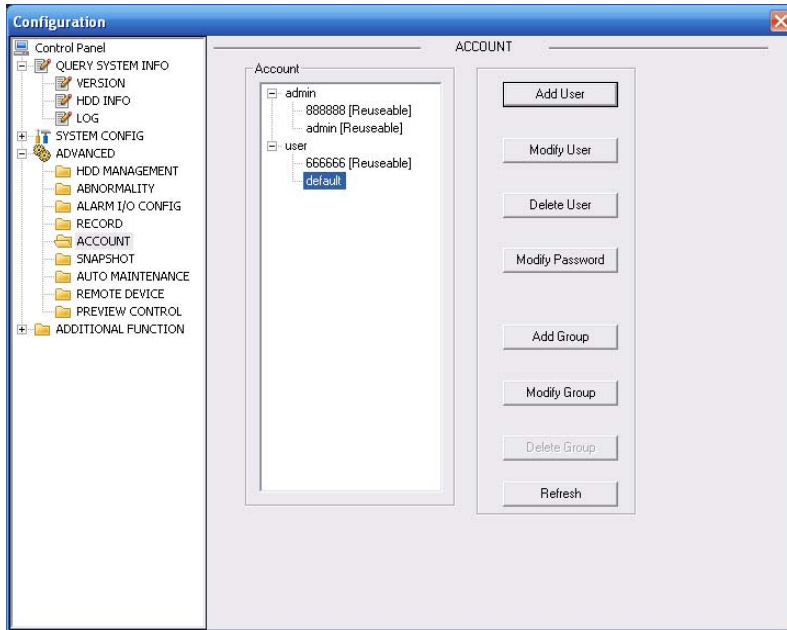 Configuration
Control Panel
QUERY SYSTEM INFO
VERSION
HDD INFO
LOG
SYSTEM CONFIG
ADVANCED
HDD MANAGEMENT
ABNORMALITY
ALARM I/O CONFIG
RECORD
ACCOUNT
SNAPSHOT
AUTO MAINTENANCE
REMOTE DEVICE
PREVIEW CONTROL
ADDITIONAL FUNCTION
ACCOUNT
Account
admin
888888 [Reuseable]
admin [Reuseable]
user
666666 [Reuseable]
default
Add User
Modify User
Delete User
Modify Password
Add Group
Modify Group
Delete Group
Refresh